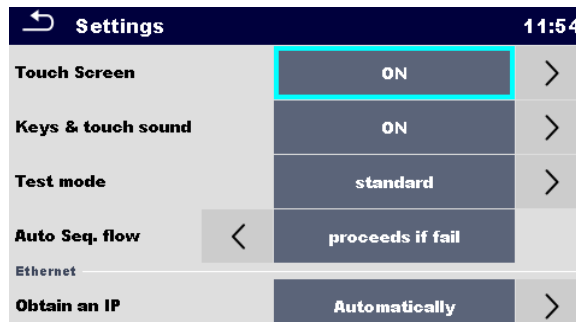 Settings 11:54
Touch Screen ON
Keys & touch sound ON
Test mode standard
Auto Seq. flow proceeds if fail
Ethernet
Obtain an IP Automatically